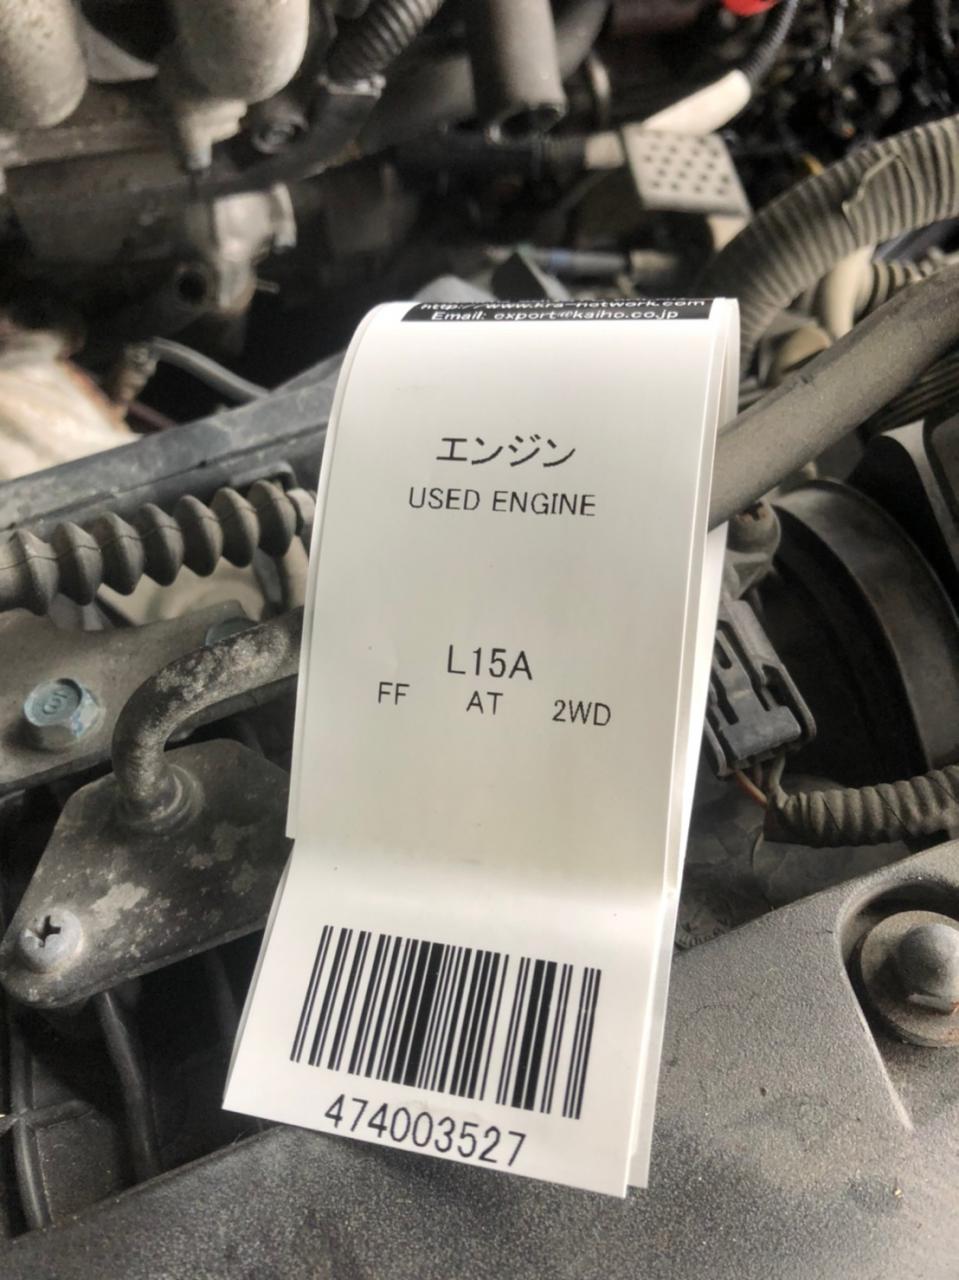 http://www.kra-network.com
Email: export@kaiho.co.jp
エンジン
USED ENGINE
L15A
FF AT 2WD
474003527